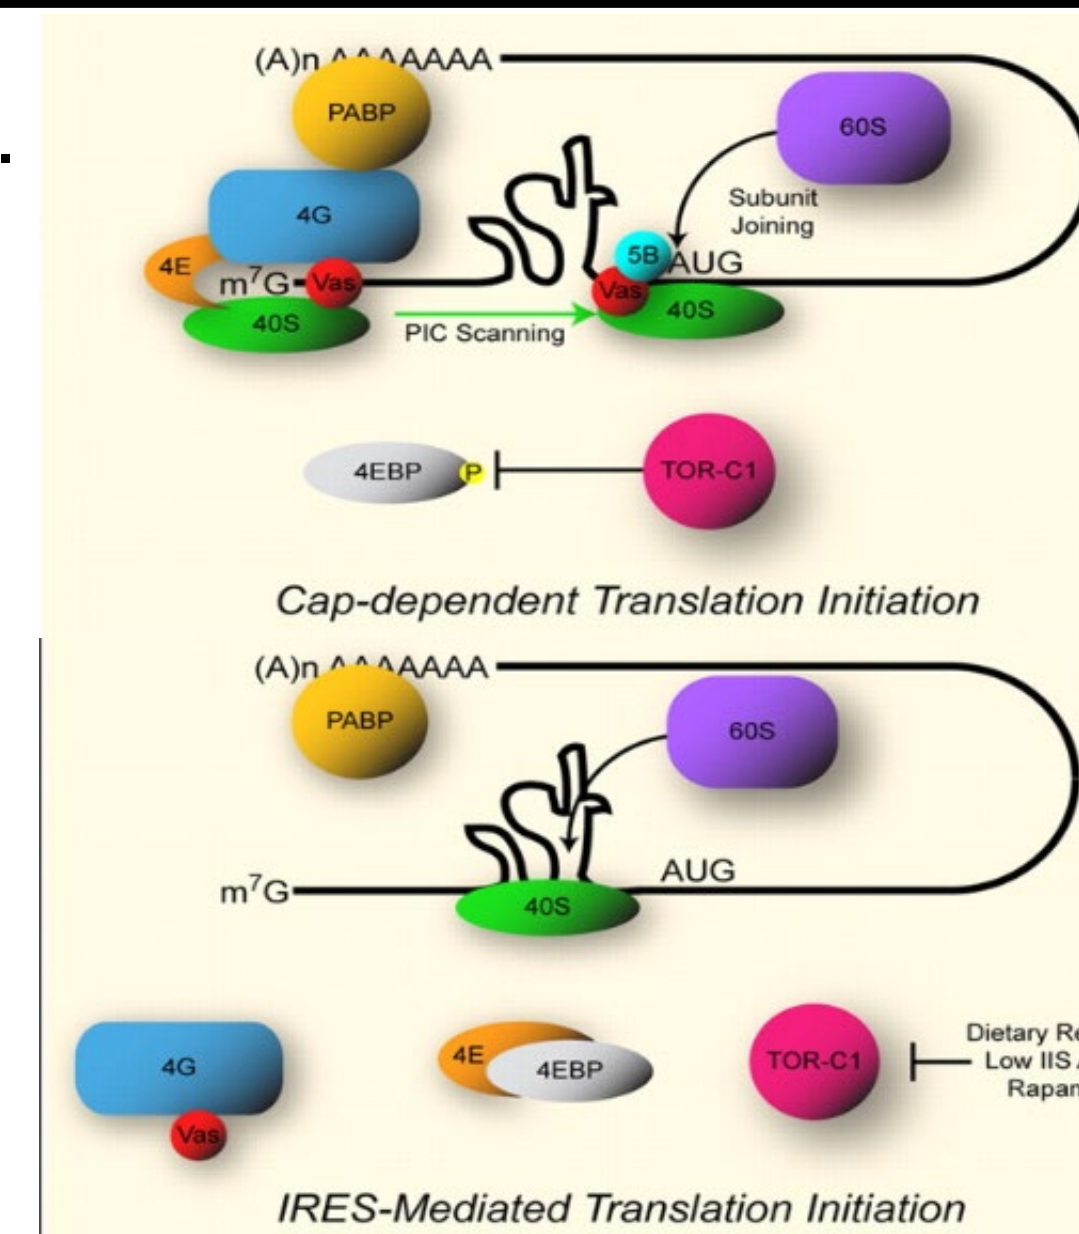 (A)n AAAAAAA
PABP
60S
4G
Subunit
Joining
4E
5B
AUG
m⁷G
Vas
Vas
40S
40S
PIC Scanning
4EBP
P
TOR-C1
Cap-dependent Translation Initiation
(A)n AAAAAAA
PABP
60S
AUG
m⁷G
40S
Dietary Re
4G
4E
4EBP
TOR-C1
Low IIS
Rapam
Vas
IRES-Mediated Translation Initiation